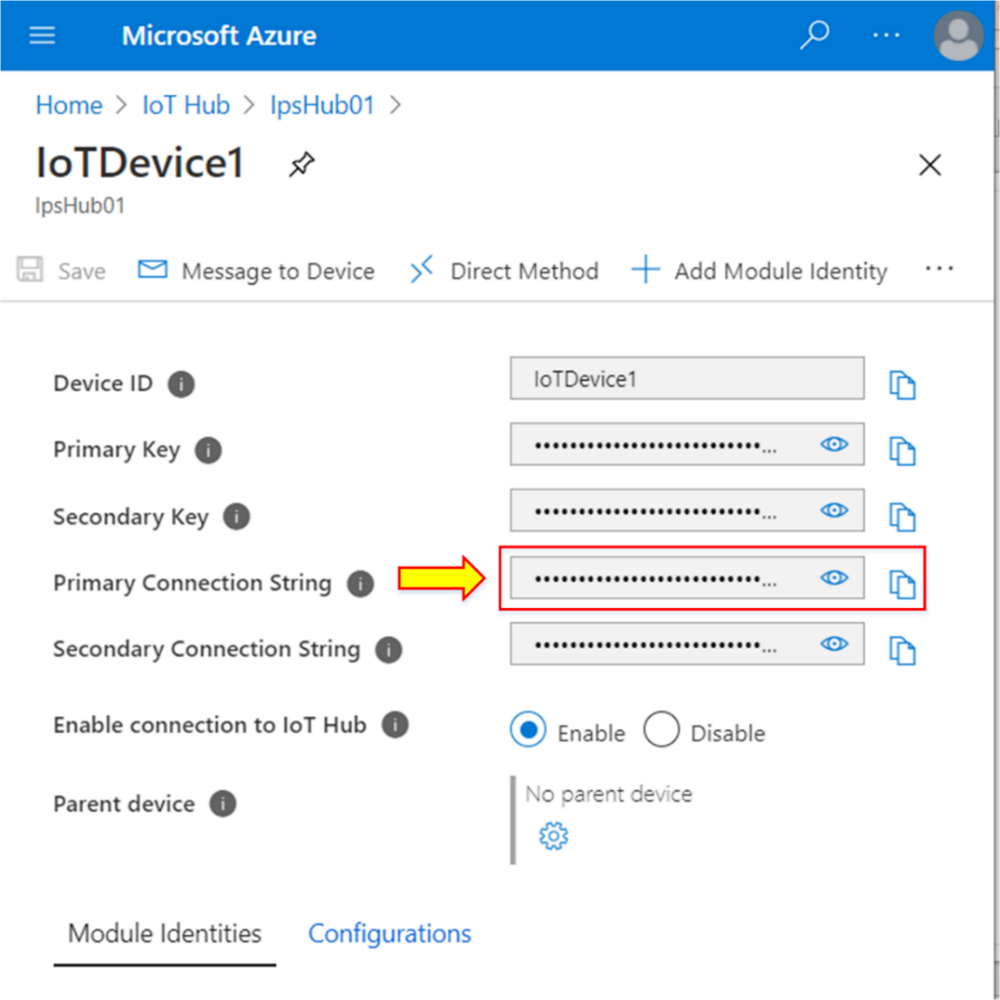 Microsoft Azure
Home > IoT Hub > IpsHub01 >
IoTDevice1
IpsHub01
Save Message to Device Direct Method Add Module Identity ...
Device ID IoTDevice1
Primary Key ••••••••••••••••••••••••••...
Secondary Key ••••••••••••••••••••••••••...
Primary Connection String ••••••••••••••••••••••••••...
Secondary Connection String ••••••••••••••••••••••••••...
Enable connection to IoT Hub Enable Disable
Parent device No parent device
Module Identities Configurations